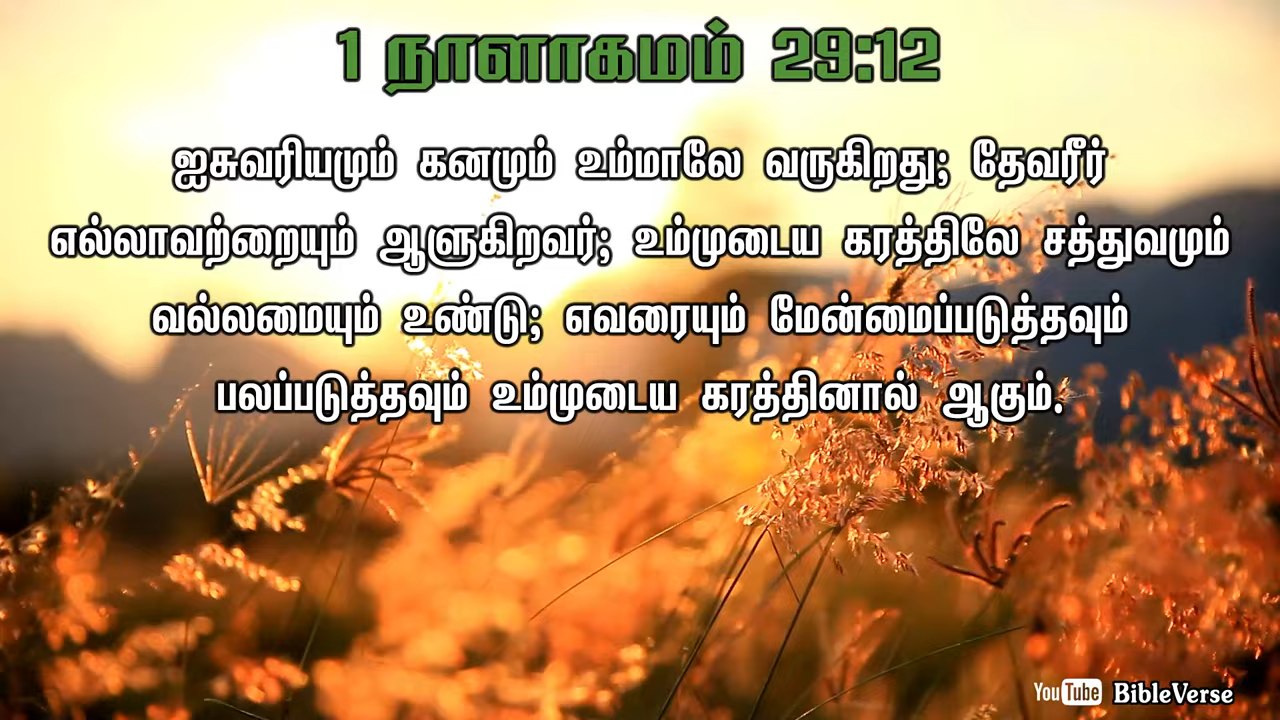 1 நாளாகமம் 29:12
ஐசுவரியமும் கனமும் உம்மாலே வருகிறது; தேவரீர்
எல்லாவற்றையும் ஆளுகிறவர்; உம்முடைய கரத்திலே சத்துவமும்
வல்லமையும் உண்டு; எவரையும் மேன்மைப்படுத்தவும்
பலப்படுத்தவும் உம்முடைய கரத்தினால் ஆகும்.
YouTube BibleVerse